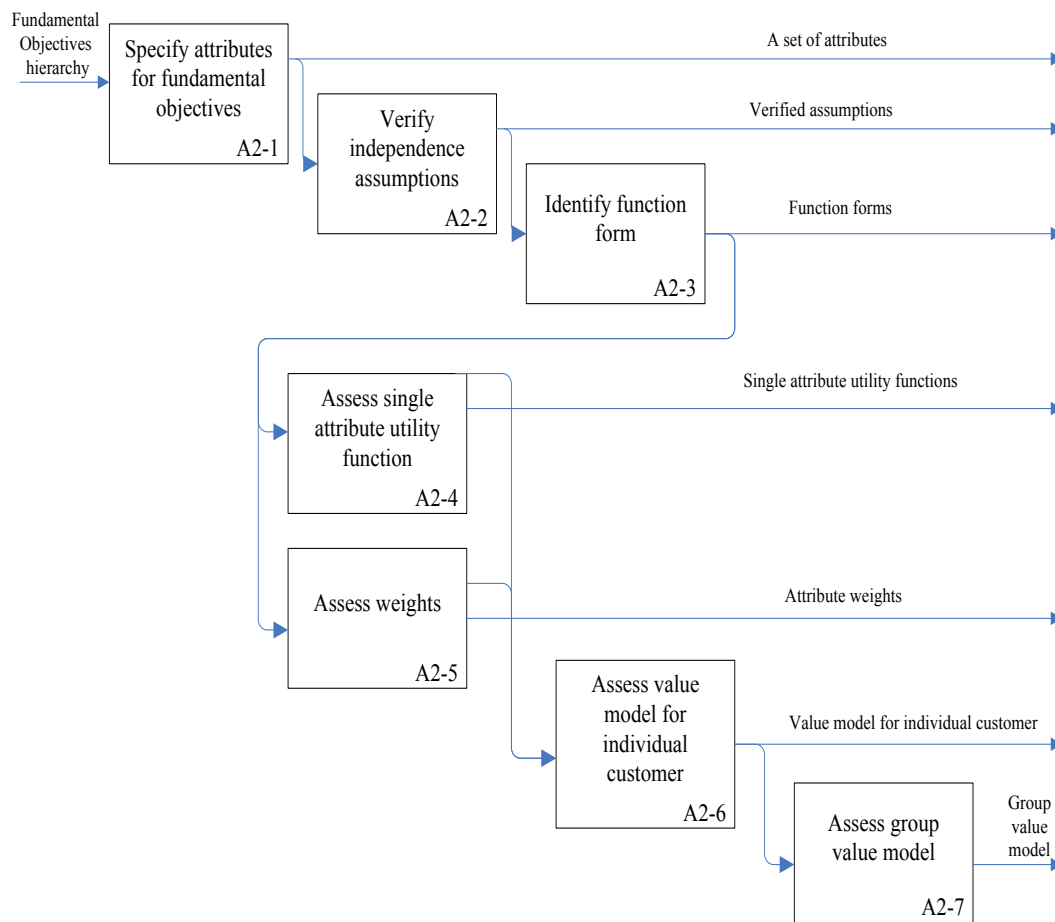 Fundamental
Objectives
hierarchy
Specify attributes
for fundamental
objectives
A2-1
A set of attributes
Verify
independence
assumptions
A2-2
Verified assumptions
Identify function
form
A2-3
Function forms
Assess single
attribute utility
function
A2-4
Single attribute utility functions
Assess weights
A2-5
Attribute weights
Assess value
model for
individual
customer
A2-6
Value model for individual customer
Assess group
value model
A2-7
Group
value
model